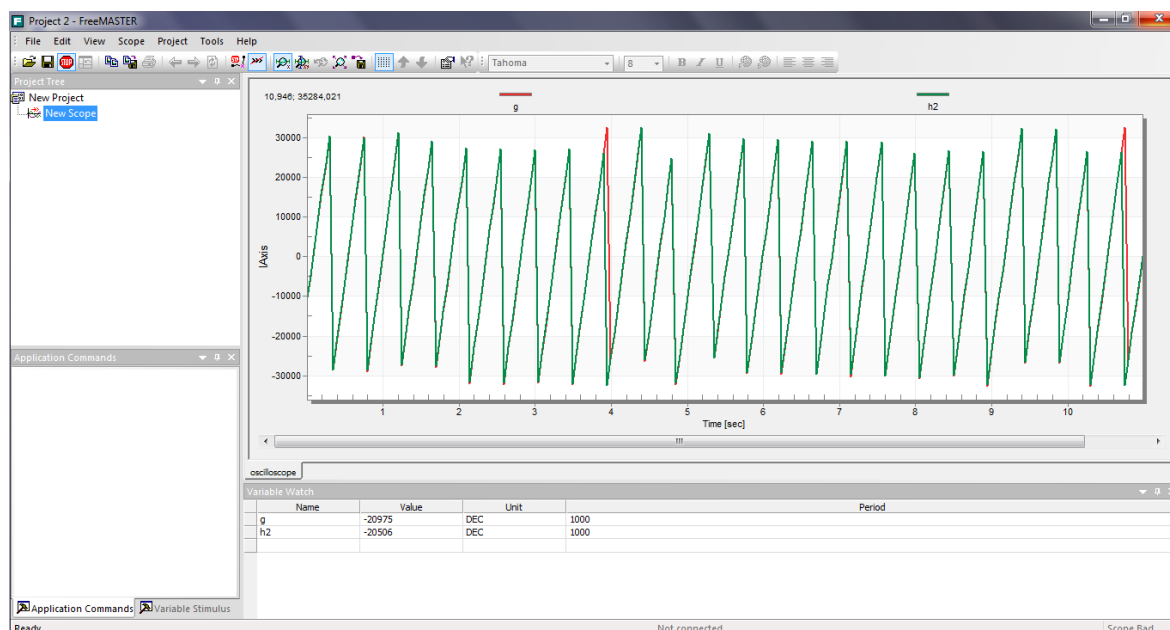 Project 2 - FreeMASTER
File Edit View Scope Project Tools Help
Tahoma 8 B I U
Project Tree
New Project
New Scope
10,946; 35284,021
g
h2
30000
20000
10000
0
-10000
-20000
-30000
IAxis
1 2 3 4 5 6 7 8 9 10
Time [sec]
oscilloscope
Application Commands
Variable Watch
Name Value Unit Period
g -20975 DEC 1000
h2 -20506 DEC 1000
Application Commands Variable Stimulus
Ready Not connected Scope Bad